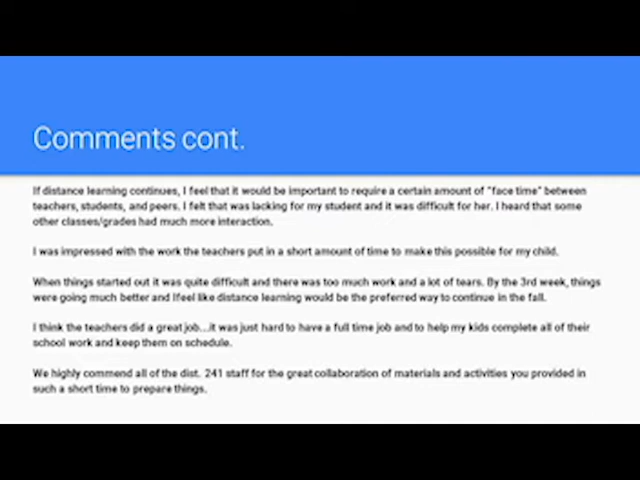 Comments cont.
If distance learning continues, I feel that it would be important to require a certain amount of "face time" between
teachers, students, and peers. I felt that was lacking for my student and it was difficult for her. I heard that some
other classes/grades had much more interaction.
I was impressed with the work the teachers put in a short amount of time to make this possible for my child.
When things started out it was quite difficult and there was too much work and a lot of tears. By the 3rd week, things
were going much better and Ifeel like distance learning would be the preferred way to continue in the fall.
I think the teachers did a great job...it was just hard to have a full time job and to help my kids complete all of their
school work and keep them on schedule.
We highly commend all of the dist. 241 staff for the great collaboration of materials and activities you provided in
such a short time to prepare things.